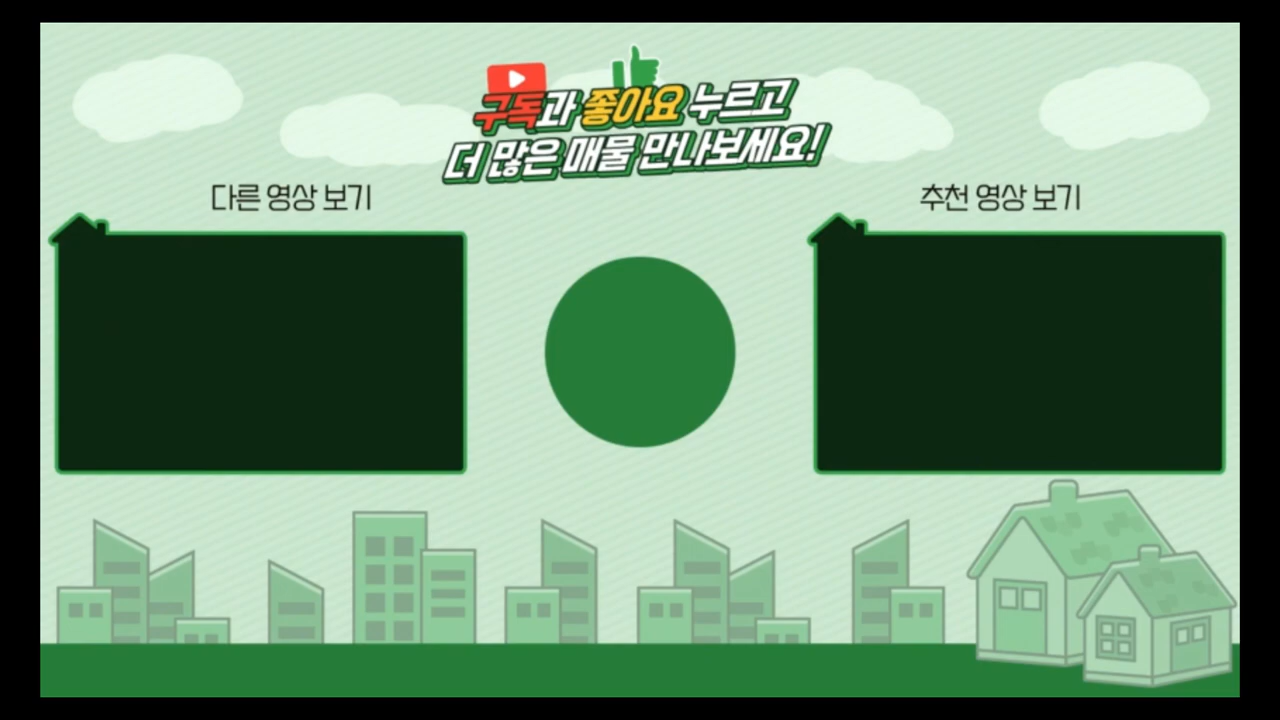 구독과 좋아요 누르고
더 많은 매물 만나보세요!
다른 영상 보기
추천 영상 보기